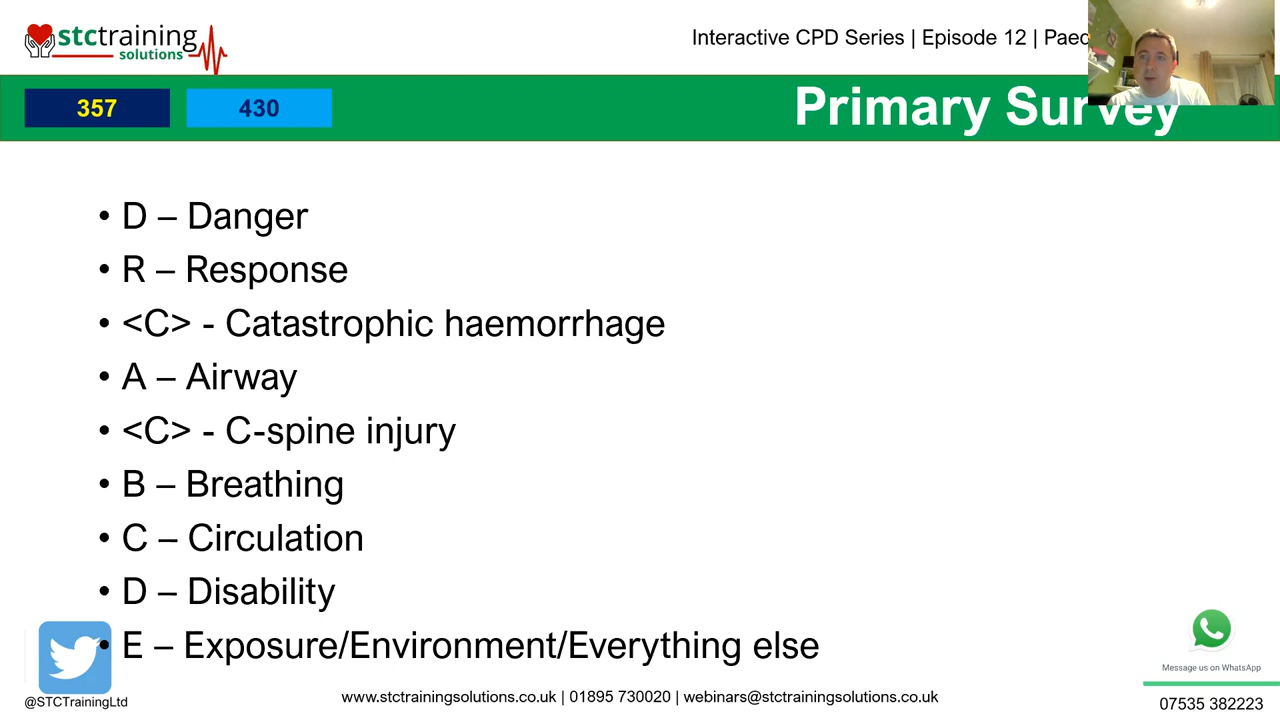 stctraining
solutions
Interactive CPD Series | Episode 12 |
357
430
Primary Survey
• D – Danger
• R – Response
• <C> - Catastrophic haemorrhage
• A – Airway
• <C> - C-spine injury
• B – Breathing
• C – Circulation
• D – Disability
• E – Exposure/Environment/Everything else
Message us on WhatsApp
@STCTrainingLtd
www.stctrainingsolutions.co.uk | 01895 730020 | webinars@stctrainingsolutions.co.uk
07535 382223